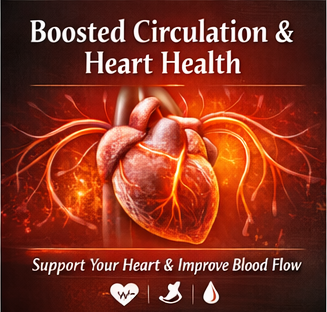 Boosted Circulation &
Heart Health
Support Your Heart & Improve Blood Flow